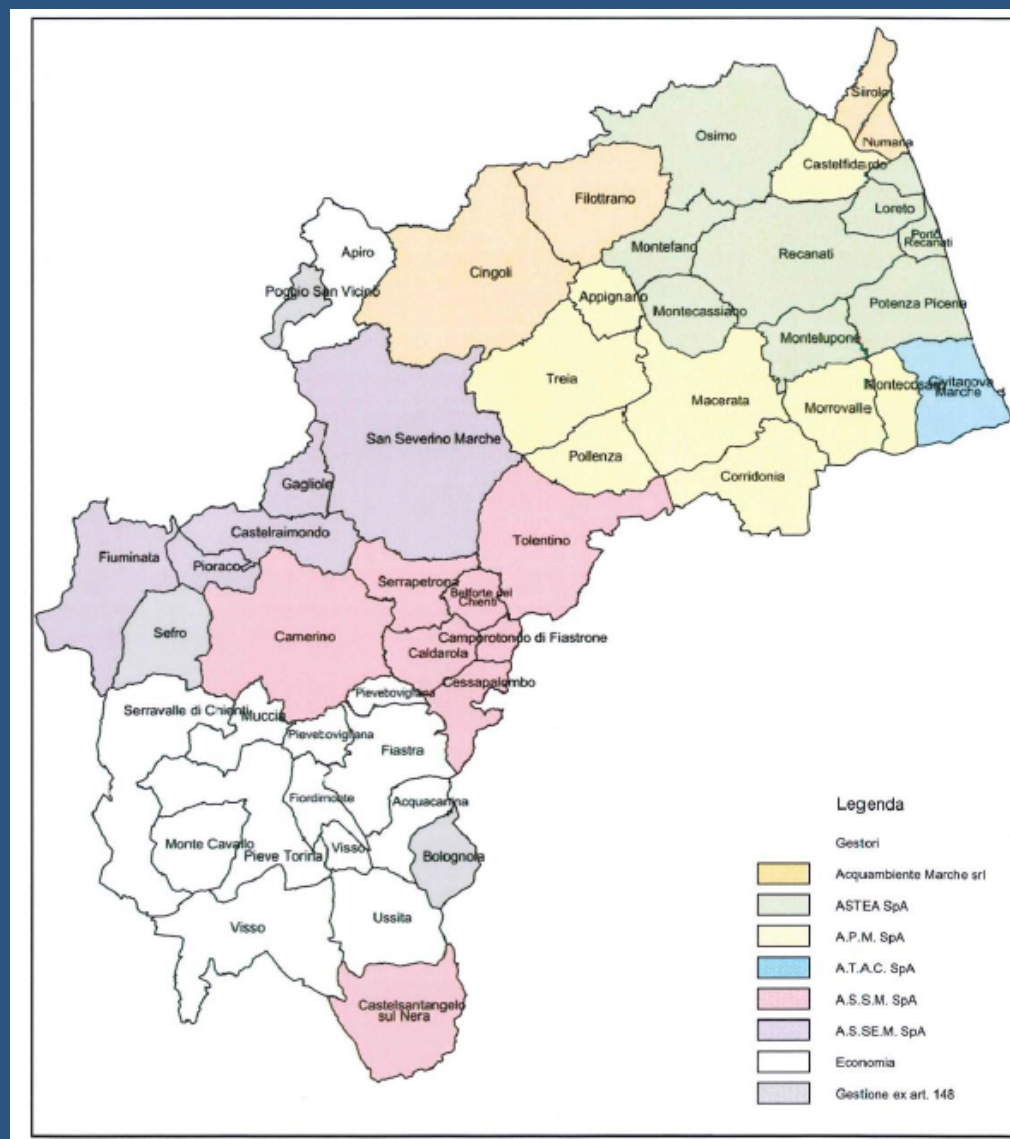 Sirolo
Numana
Osimo
Castelfidardo
Filottrano
Loreto
Porto
Recanati
Apiro
Montefano
Recanati
Cingoli
Poggio San Vicino
Appignano
Montecassiano
Potenza Picena
Montelupone
Treia
Macerata
Morrovalle
Montecosaro
Civitanova
Marche
San Severino Marche
Pollenza
Corridonia
Gagliole
Castelraimondo
Tolentino
Fiuminata
Pioraco
Serrapetrona
Belforte del
Chienti
Sefro
Camerino
Camporotondo di Fiastrone
Caldarola
Cessapalombo
Pievebovigliana
Serravalle di Chienti
Muccia
Pievebovigliana
Fiastra
Fiordimonte
Acquacanina
Monte Cavallo
Pieve Torina
Visso
Bolognola
Visso
Ussita
Castelsantangelo
sul Nera
Legenda
Gestori
Acquambiente Marche srl
ASTEA SpA
A.P.M. SpA
A.T.A.C. SpA
A.S.S.M. SpA
A.S.SE.M. SpA
Economia
Gestione ex art. 148